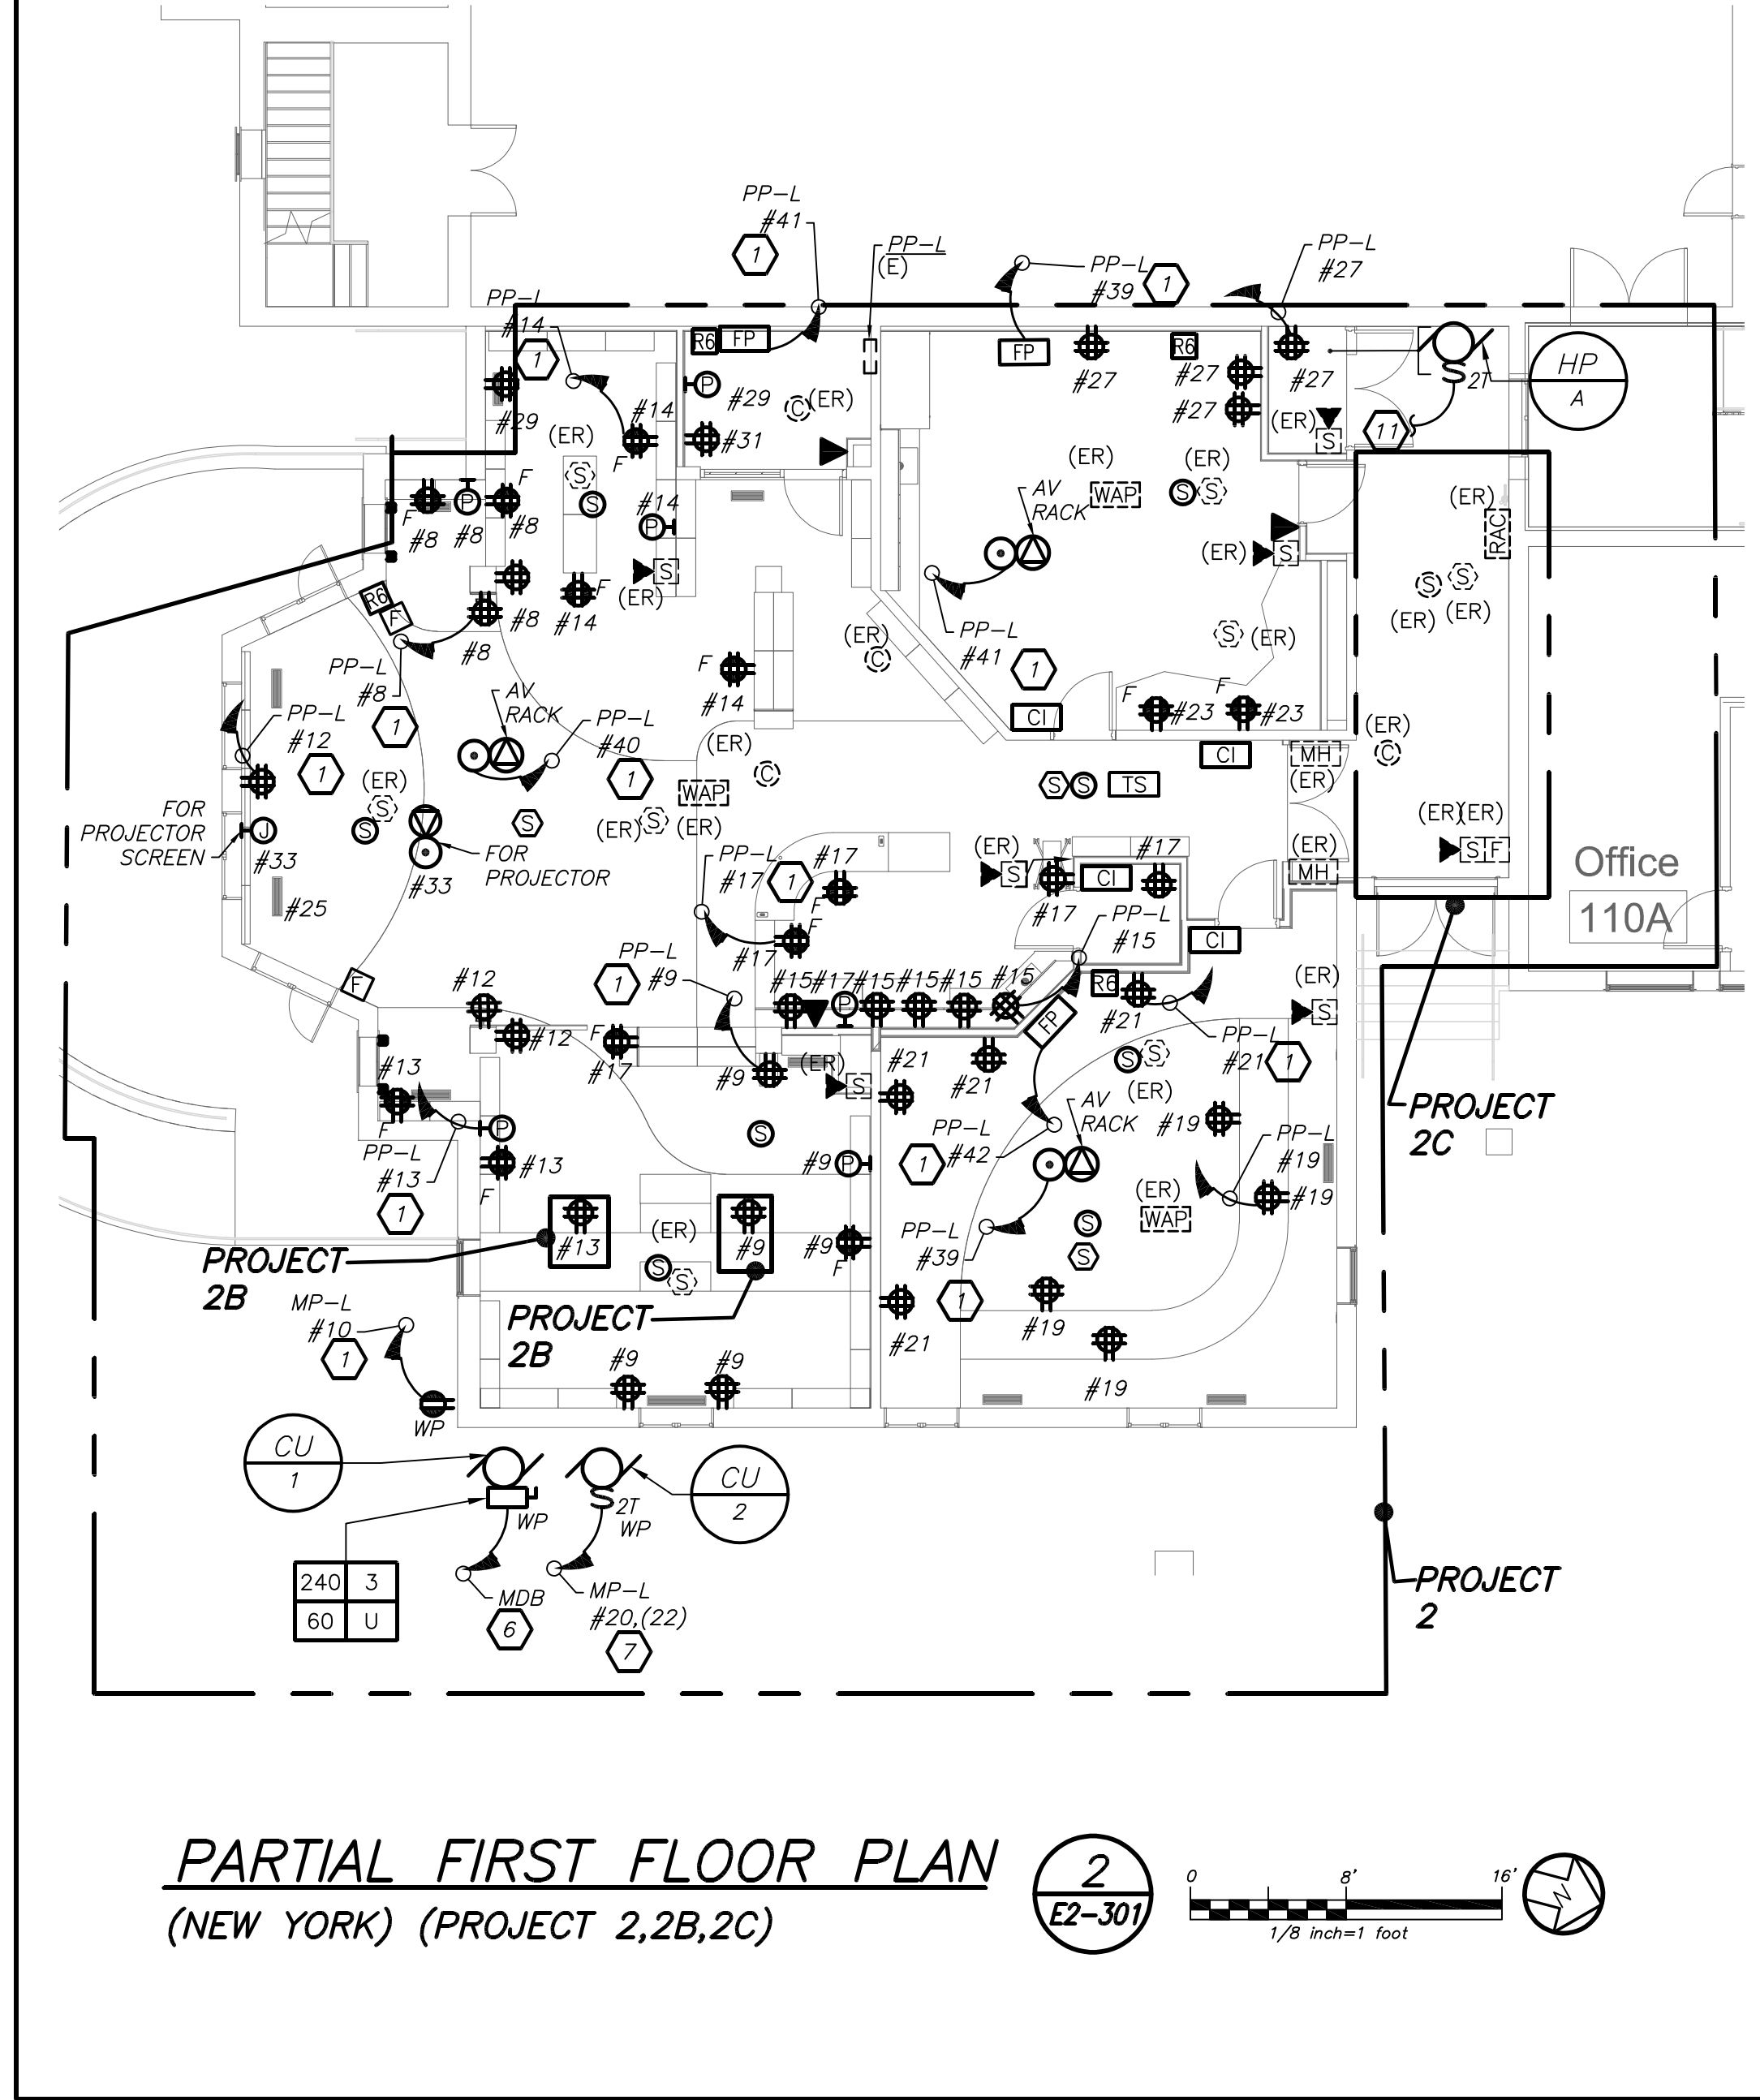 PP-L
#41
1
PP-L
(E)
PP-L
#39
1
PP-L
#27
PP-L
#14
1
R6
FP
FP
R6
#27
#27
#27
#27
2T
HP
A
#29
#14
F
(ER)
P
#29
C
(ER)
#31
(ER)
S
11
F
#8
P
#8
F
#8
S
S
#14
P
(ER)
WAP
(ER)
S
S
AV
RACK
(ER)
S
(ER)
RAC
S
S
(ER)
(ER)
R6
F
#8
#8
F
#14
S
(ER)
PP-L
#8
1
F
#14
(ER)
C
PP-L
#41
1
S
(ER)
CI
F
#23
F
#23
PP-L
#12
1
AV
RACK
PP-L
#40
1
(ER)
C
WAP
(ER)
S
(ER)
CI
MH
(ER)
(ER)
C
S
S
TS
(ER)
S
S
S
FOR
PROJECTOR
SCREEN
J
#33
#33
FOR
PROJECTOR
#25
PP-L
#17
1
#17
F
F
#17
(ER)
S
CI
#17
#17
(ER)
MH
(ER)
(ER)
S
F
Office
110A
PP-L
#15
CI
F
PP-L
#9
1
#12
#12
#15
#17
P
#15
#15
#15
#15
R6
FP
#21
PP-L
#21
1
(ER)
S
F
#17
#9
(ER)
S
#21
#21
S
S
(ER)
#13
F
P
PP-L
#13
1
#13
F
S
#9
P
PP-L
#42
1
AV
RACK
#19
PP-L
#19
#19
PROJECT
2C
PROJECT
2B
#13
(ER)
S
S
#9
#9
F
PP-L
#39
1
(ER)
WAP
S
S
PROJECT
2B
MP-L
#10
1
WP
#9
#9
#21
#19
#19
CU
1
WP
2T
WP
CU
2
240 3
60 U
MDB
6
MP-L
#20,(22)
7
PROJECT
2
PARTIAL FIRST FLOOR PLAN
(NEW YORK) (PROJECT 2,2B,2C)
2
E2-301
0 8' 16'
1/8 inch=1 foot
N